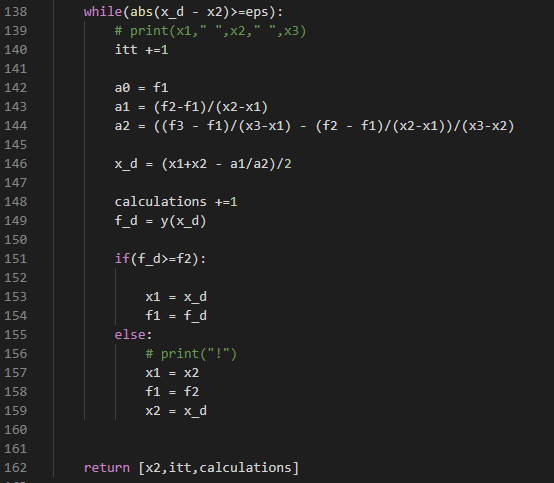 138 while(abs(x_d - x2)>=eps):
139 # print(x1," ",x2," ",x3)
140 itt +=1
141
142 a0 = f1
143 a1 = (f2-f1)/(x2-x1)
144 a2 = ((f3 - f1)/(x3-x1) - (f2 - f1)/(x2-x1))/(x3-x2)
145
146 x_d = (x1+x2 - a1/a2)/2
147
148 calculations +=1
149 f_d = y(x_d)
150
151 if(f_d>=f2):
152
153 x1 = x_d
154 f1 = f_d
155 else:
156 # print("!")
157 x1 = x2
158 f1 = f2
159 x2 = x_d
160
161
162 return [x2,itt,calculations]